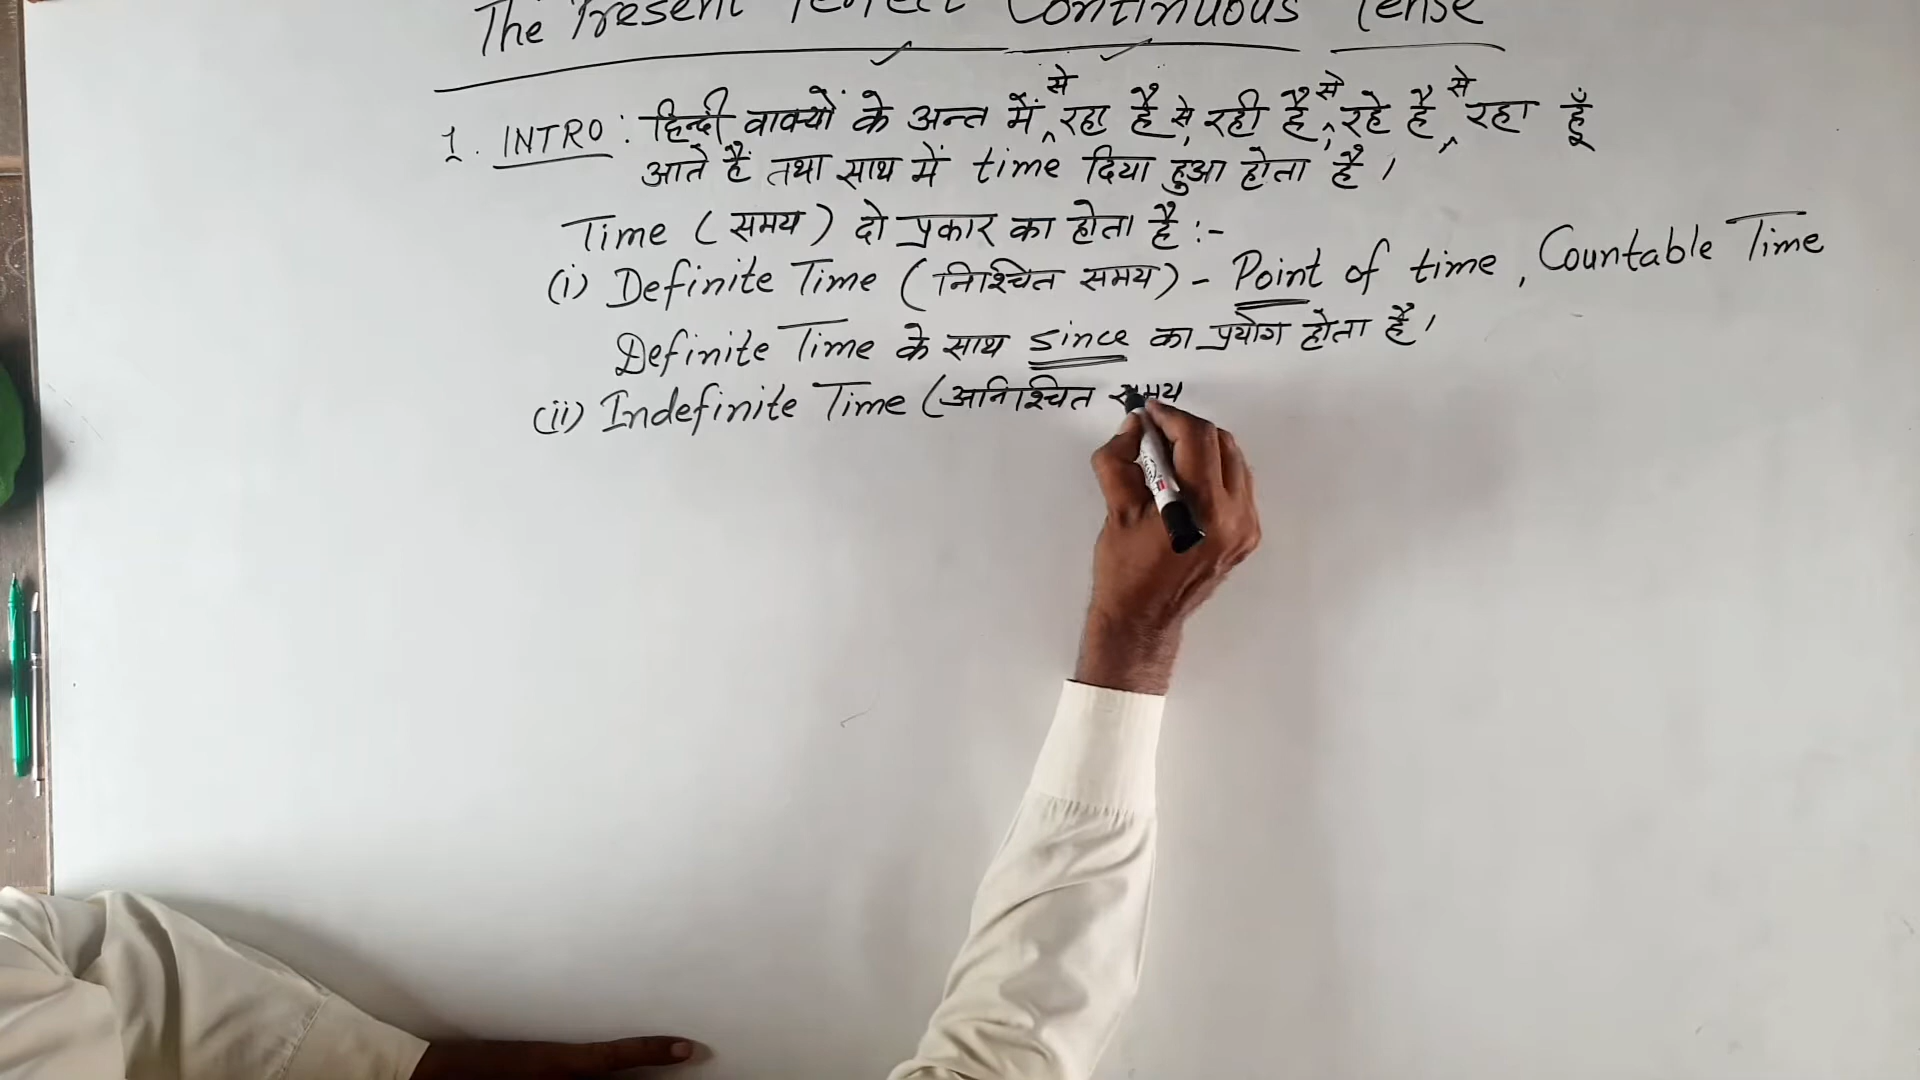 The Present Perfect Continuous Tense
1. INTRO : हिन्दी वाक्यों के अन्त में से रहा है से, रही है, से रहे है, से रहा हूँ
आते हैं तथा साथ में time दिया हुआ होता है ।
Time (समय) दो प्रकार का होता है :-
(i) Definite Time (निश्चित समय) - Point of time , Countable Time
Definite Time के साथ since का प्रयोग होता है ।
(ii) Indefinite Time (अनिश्चित समय